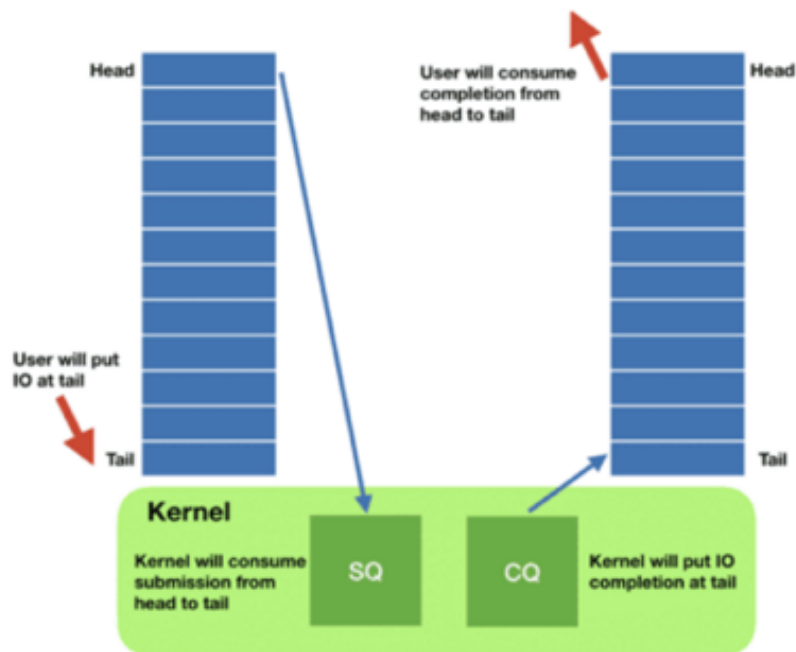 Head
User will consume
completion from
head to tail
Head
User will put
IO at tail
Tail
Tail
Kernel
Kernel will consume
submission from
head to tail
SQ
CQ
Kernel will put IO
completion at tail